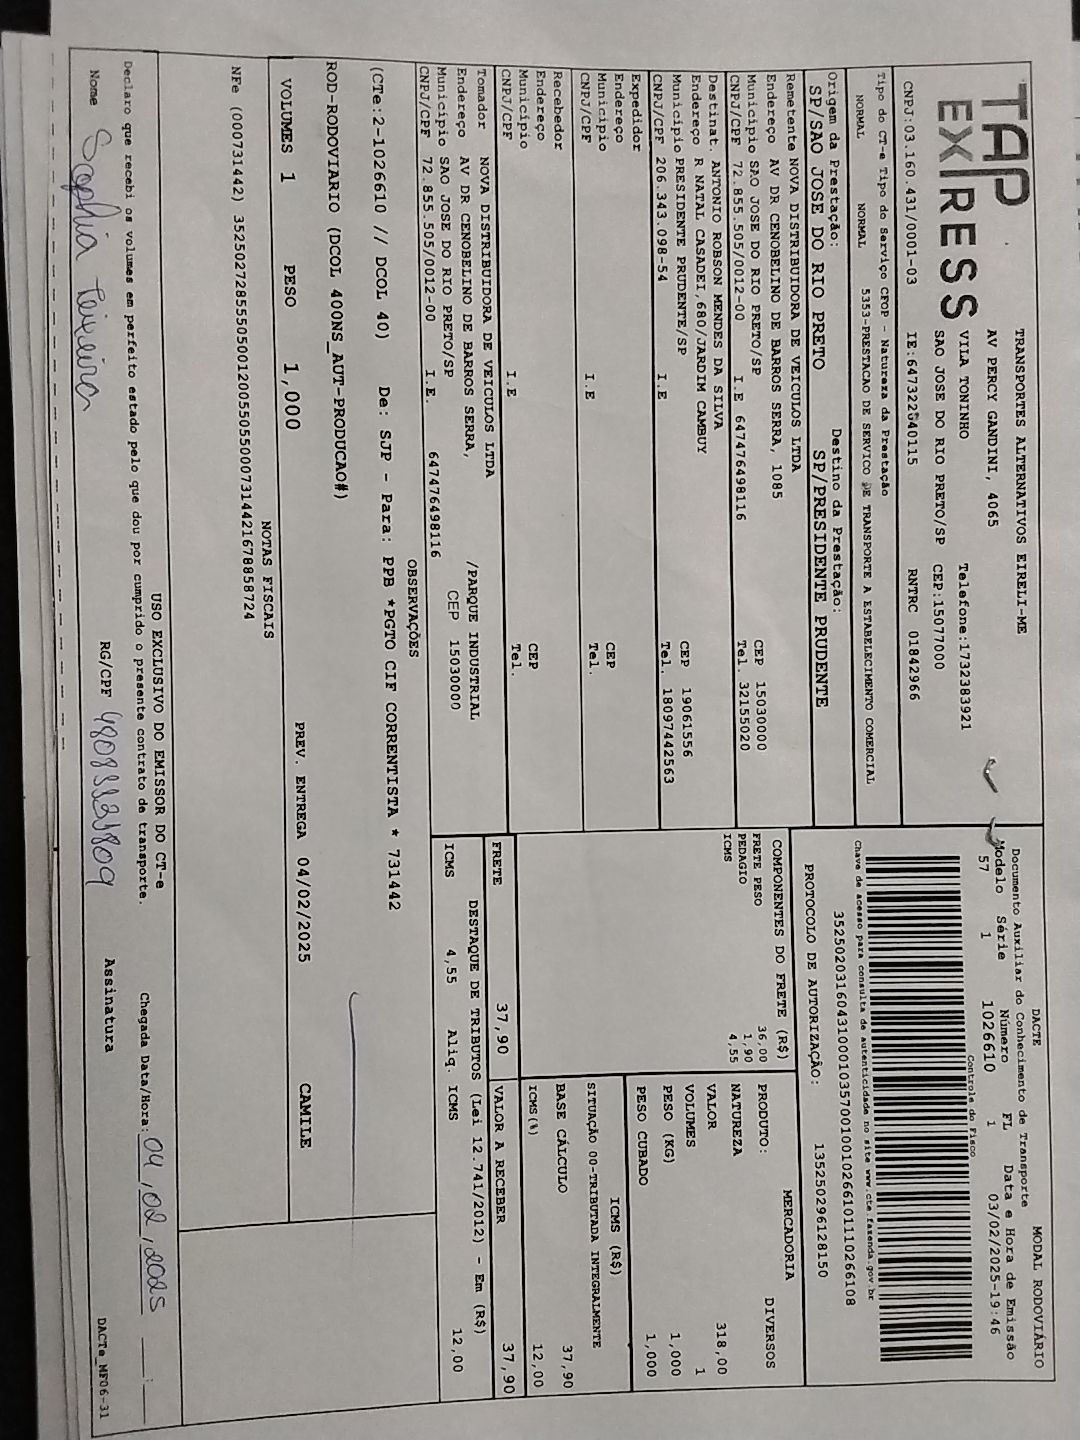 TAP
EXPRESS
TRANSPORTES ALTERNATIVOS EIRELI-ME
AV PERCY GANDINI, 4065
VILA TONINHO Telefone:1732383921
SAO JOSE DO RIO PRETO/SP CEP:15077000
CNPJ:03.160.431/0001-03 IE:647322040115 RNTRC 01842966
Tipo do CT-e Tipo do Serviço CFOP - Natureza da Prestação
NORMAL NORMAL 5353-PRESTACAO DE SERVICO DE TRANSPORTE A ESTABELECIMENTO COMERCIAL
Origem da Prestação: Destino da Prestação:
SP/SAO JOSE DO RIO PRETO SP/PRESIDENTE PRUDENTE
Remetente NOVA DISTRIBUIDORA DE VEICULOS LTDA
Endereço AV DR CENOBELINO DE BARROS SERRA, 1085
Município SAO JOSE DO RIO PRETO/SP CEP 15030000
CNPJ/CPF 72.855.505/0012-00 I.E 647476498116 Tel. 32155020
Destinat. ANTONIO ROBSON MENDES DA SILVA
Endereço R NATAL CASADEI,680/JARDIM CAMBUY
Município PRESIDENTE PRUDENTE/SP CEP 19061556
CNPJ/CPF 206.343.098-54 I.E Tel. 18097442563
Expedidor
Endereço
Município CEP
CNPJ/CPF I.E Tel.
Recebedor
Endereço
Município CEP
CNPJ/CPF I.E Tel.
Tomador NOVA DISTRIBUIDORA DE VEICULOS LTDA
Endereço AV DR CENOBELINO DE BARROS SERRA, /PARQUE INDUSTRIAL
Município SAO JOSE DO RIO PRETO/SP CEP 15030000
CNPJ/CPF 72.855.505/0012-00 I.E. 647476498116
DACTE MODAL RODOVIÁRIO
Documento Auxiliar do Conhecimento de Transporte
Modelo Série Número FL Data e Hora de Emissão
57 1 1026610 1 03/02/2025-19:46
Controle do Fisco
Chave de acesso para consulta de autenticidade no site www.cte.fazenda.gov.br
35250203160431000103570010010266101110266108
PROTOCOLO DE AUTORIZAÇÃO: 135250296128150
COMPONENTES DO FRETE (R$)
FRETE PESO 36,00
PEDAGIO 1,90
ICMS 4,55
MERCADORIA
PRODUTO: DIVERSOS
NATUREZA
VALOR 318,00
VOLUMES 1
PESO (KG) 1,000
PESO CUBADO 1,000
ICMS (R$)
SITUAÇÃO 00-TRIBUTADA INTEGRALMENTE
BASE CÁLCULO 37,90
ICMS(%) 12,00
FRETE 37,90 VALOR A RECEBER 37,90
DESTAQUE DE TRIBUTOS (Lei 12.741/2012) - Em (R$)
ICMS 4,55 Aliq. ICMS 12,00
OBSERVAÇÕES
(CTe:2-1026610 // DCOL 40) De: SJP - Para: PPB *PGTO CIF CORRENTISTA * 731442
ROD-RODOVIARIO (DCOL 400NS_AUT-PRODUCAO#)
VOLUMES 1 PESO 1,000 PREV. ENTREGA 04/02/2025 CAMILE
NOTAS FISCAIS
NFe (000731442) 35250272855505001200550550007314421678858724
USO EXCLUSIVO DO EMISSOR DO CT-e
Declaro que recebi os volumes em perfeito estado pelo que dou por cumprido o presente contrato de transporte. Chegada Data/Hora: 04,02,2025 __:__
Nome Sophia Teixeira RG/CPF Assinatura
DACTe_MF06-31